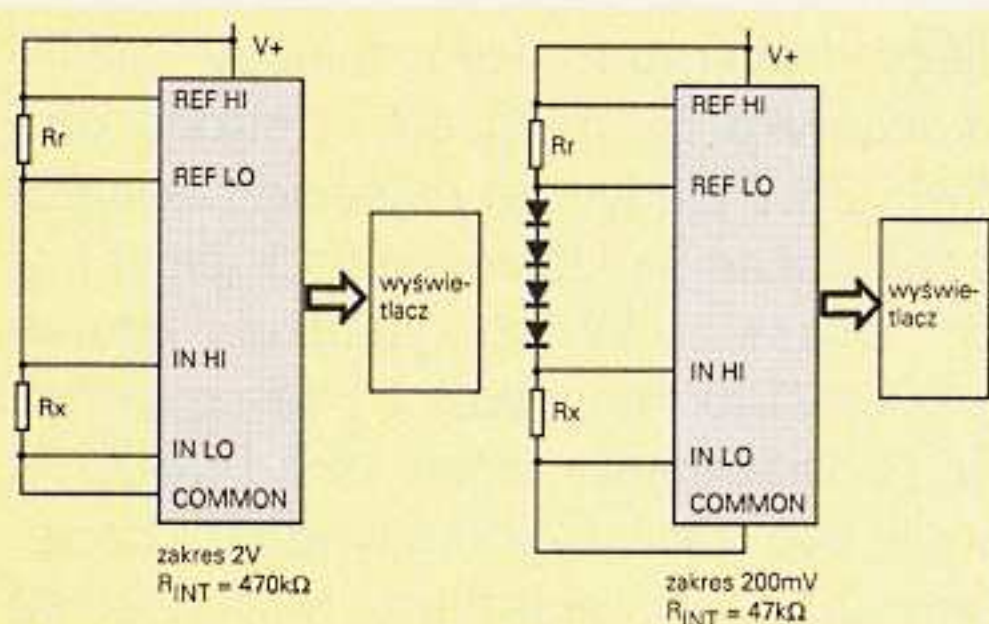 V+
REF HI
Rr
REF LO
wyświe-
tlacz
IN HI
Rx
IN LO
COMMON
zakres 2V
RINT = 470kΩ
V+
REF HI
Rr
REF LO
wyświe-
tlacz
IN HI
Rx
IN LO
COMMON
zakres 200mV
RINT = 47kΩ